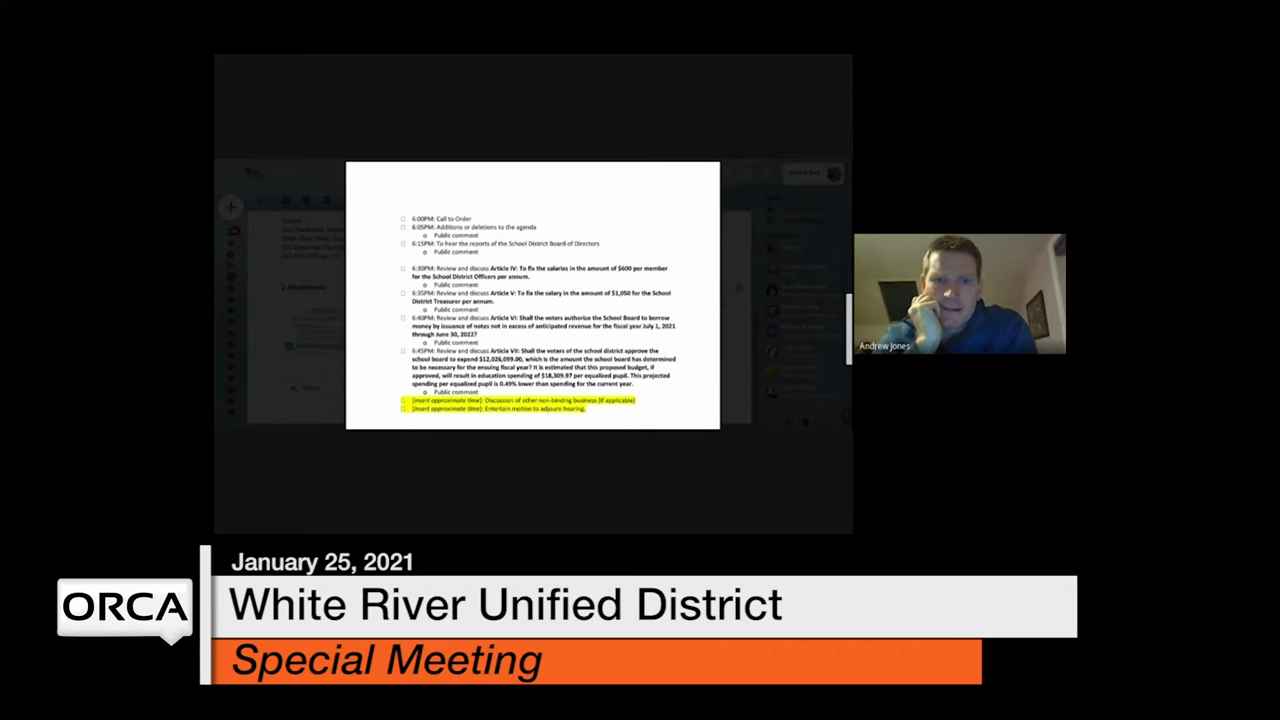 6:00PM: Call to Order
6:05PM: Additions or deletions to the agenda
o Public comment
6:15PM: To hear the reports of the School District Board of Directors
o Public comment
6:30PM: Review and discuss Article IV: To fix the salaries in the amount of $600 per member
for the School District Officers per annum.
o Public comment
6:35PM: Review and discuss Article V: To fix the salary in the amount of $1,050 for the School
District Treasurer per annum.
o Public comment
6:40PM: Review and discuss Article VI: Shall the voters authorize the School Board to borrow
money by issuance of notes not in excess of anticipated revenue for the fiscal year July 1, 2021
through June 30, 2022?
o Public comment
6:45PM: Review and discuss Article VII: Shall the voters of the school district approve the
school board to expend $12,026,099.00, which is the amount the school board has determined
to be necessary for the ensuing fiscal year? It is estimated that this proposed budget, if
approved, will result in education spending of $18,309.97 per equalized pupil. This projected
spending per equalized pupil is 0.49% lower than spending for the current year.
o Public comment
[insert approximate time]: Discussion of other non-binding business (if applicable)
[insert approximate time]: Entertain motion to adjourn hearing.
2 Attachments
Andrew Jones
January 25, 2021
ORCA
White River Unified District
Special Meeting